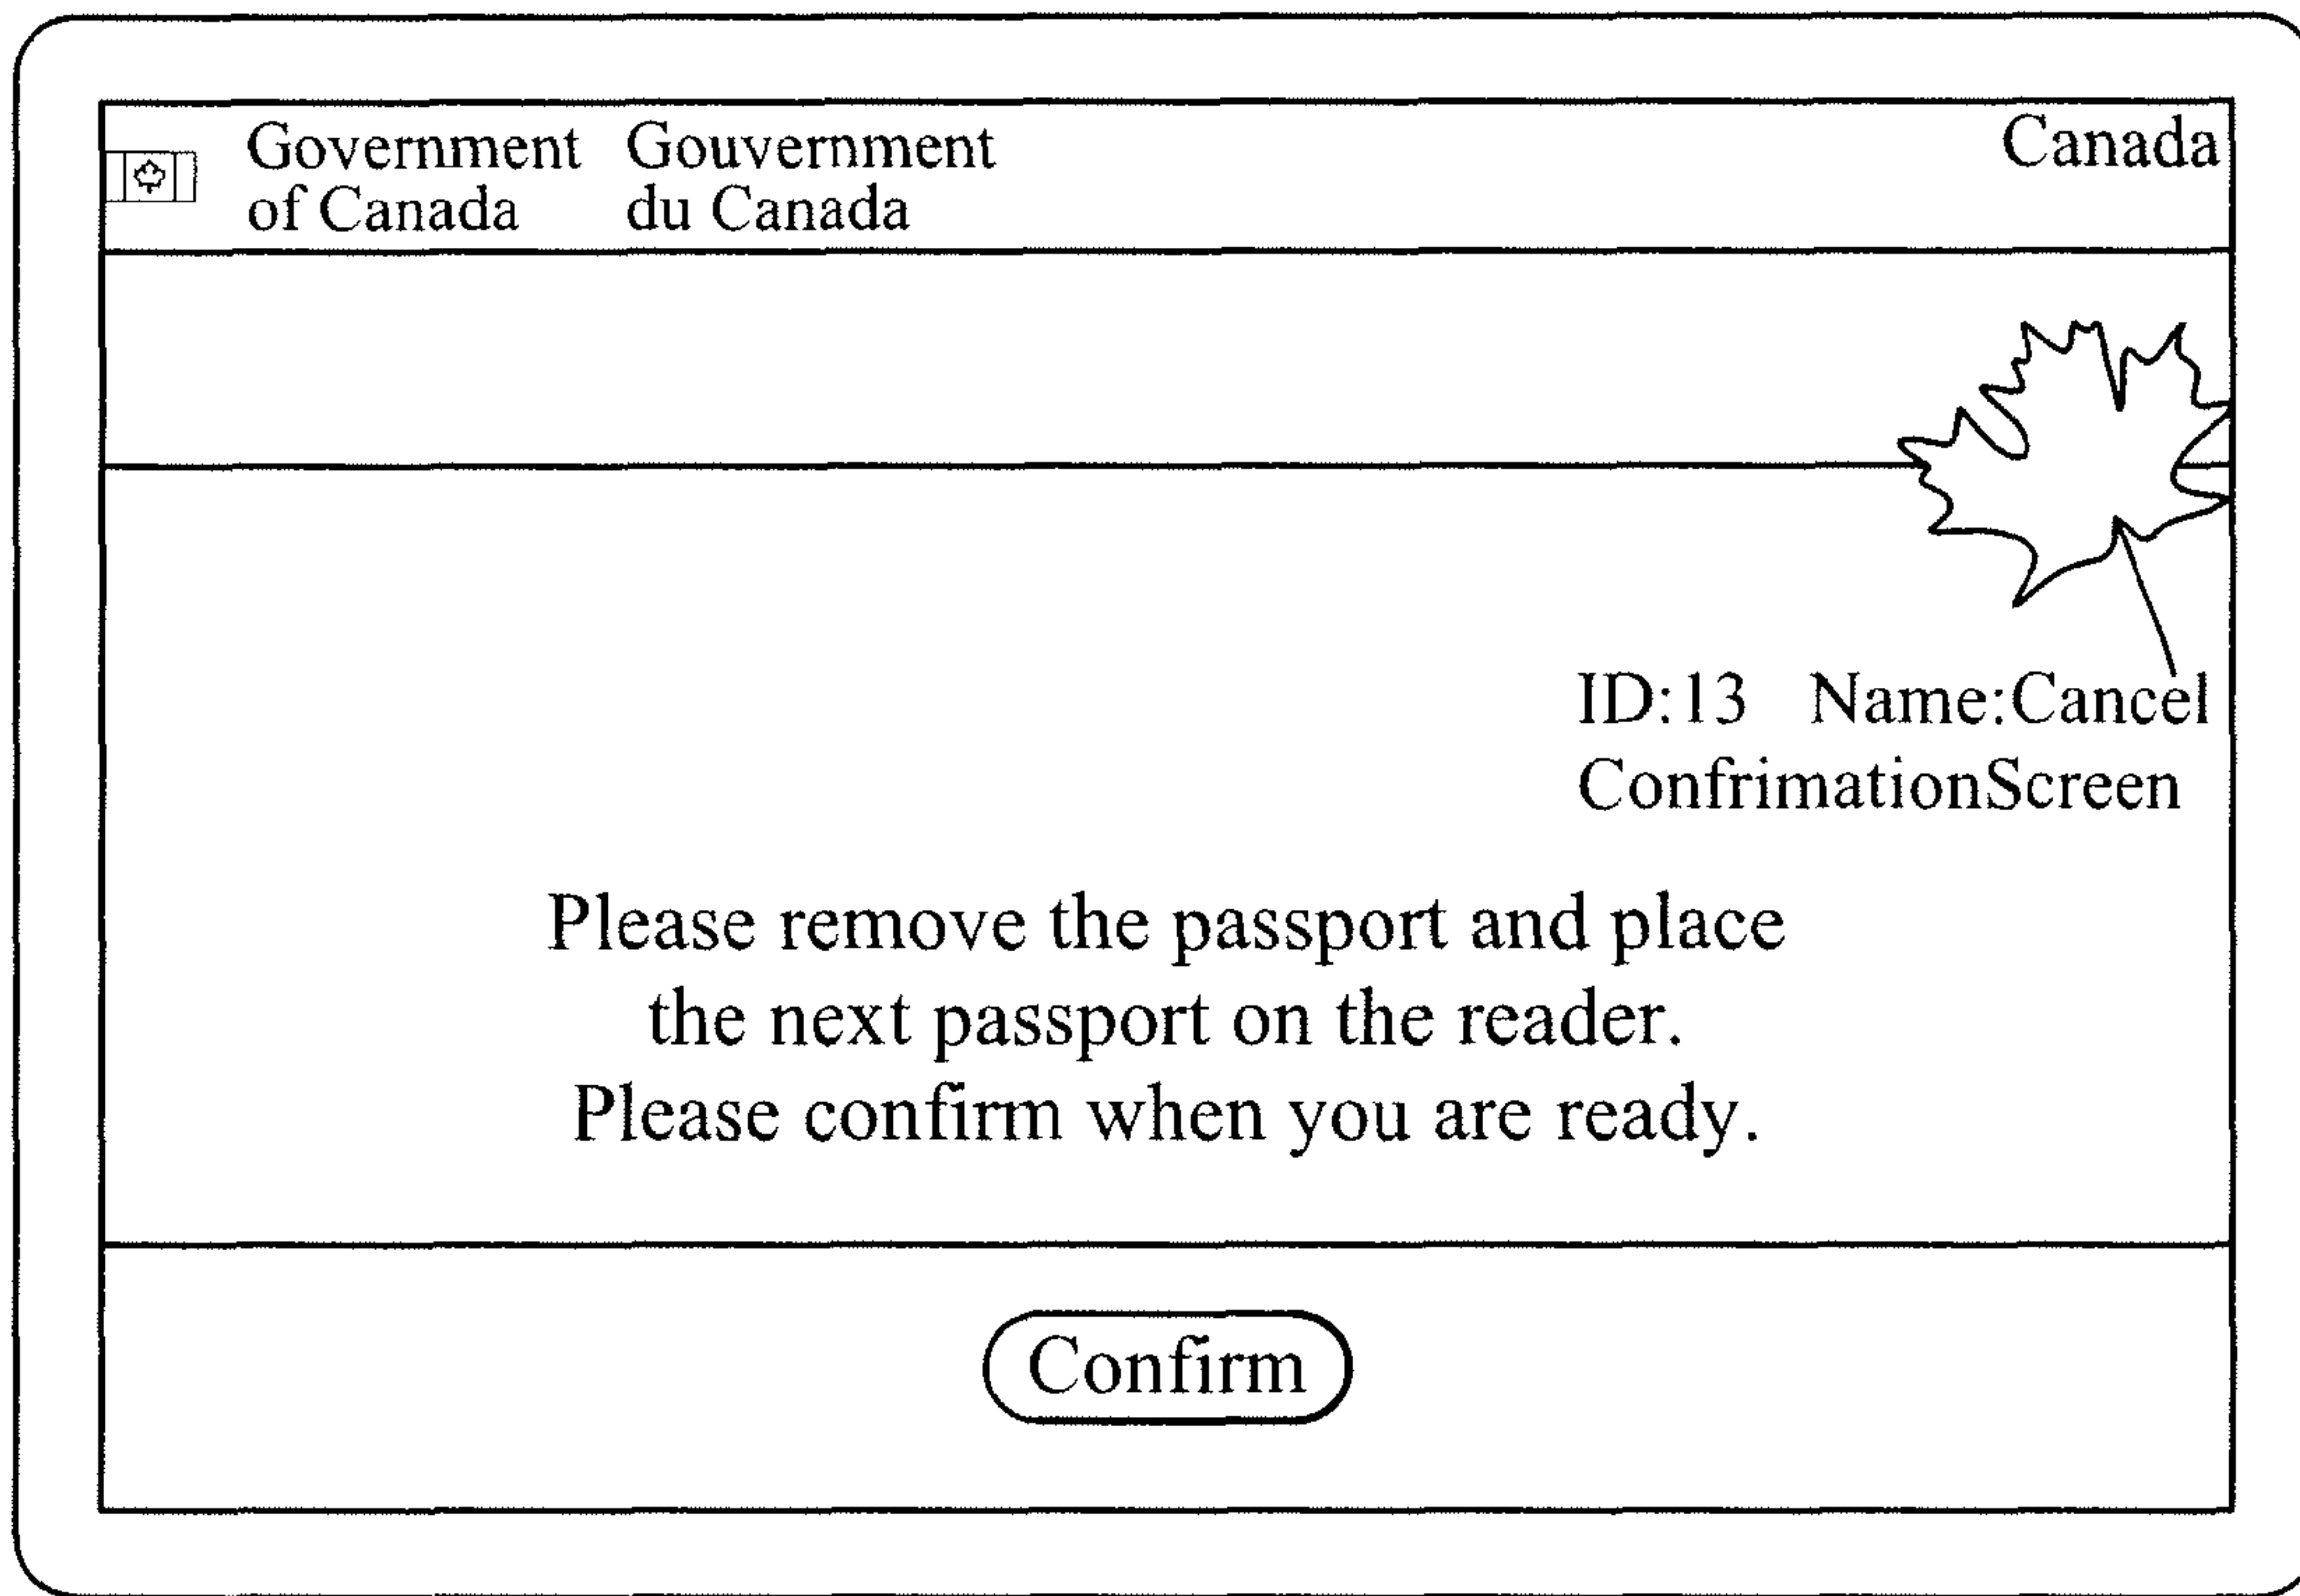 Government Gouvernment Canada
of Canada du Canada
ID:13 Name:Cancel
ConfrimationScreen
Please remove the passport and place
the next passport on the reader.
Please confirm when you are ready.
Confirm